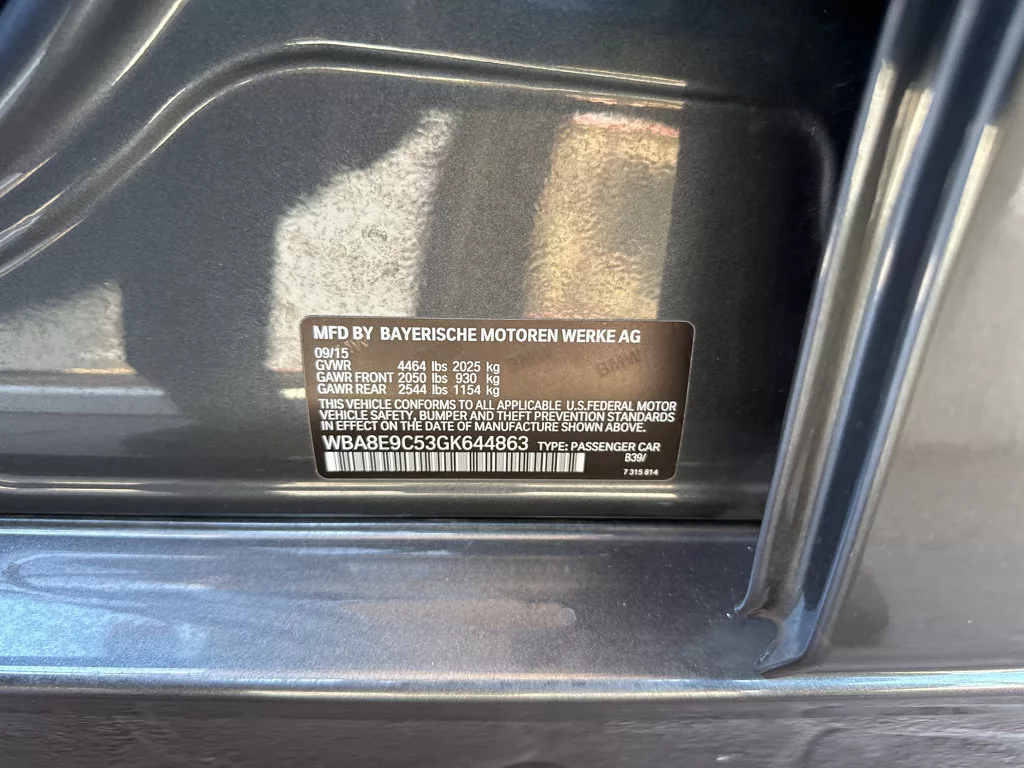 MFD BY BAYERISCHE MOTOREN WERKE AG
09/15
GVWR 4464 lbs 2025 kg
GAWR FRONT 2050 lbs 930 kg
GAWR REAR 2544 lbs 1154 kg
THIS VEHICLE CONFORMS TO ALL APPLICABLE U.S.FEDERAL MOTOR
VEHICLE SAFETY, BUMPER AND THEFT PREVENTION STANDARDS
IN EFFECT ON THE DATE OF MANUFACTURE SHOWN ABOVE.
WBA8E9C53GK644863 TYPE: PASSENGER CAR
B39/
7 315 814
BMW